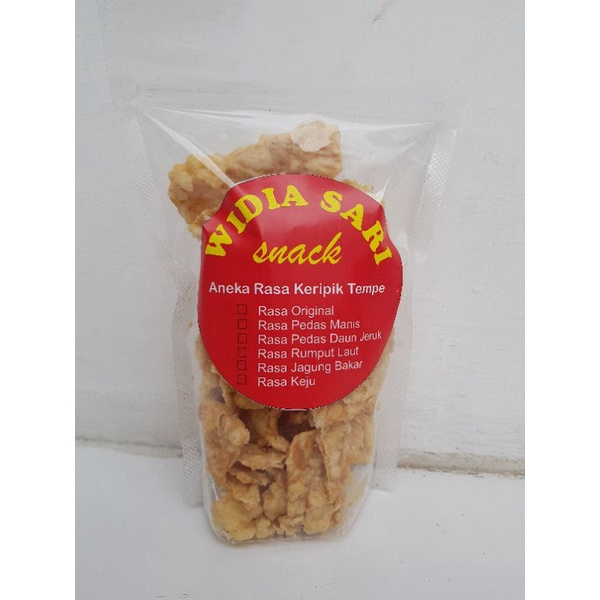 WIDIA SARI
snack
Aneka Rasa Keripik Tempe
Rasa Original
Rasa Pedas Manis
Rasa Pedas Daun Jeruk
Rasa Rumput Laut
Rasa Jagung Bakar
Rasa Keju